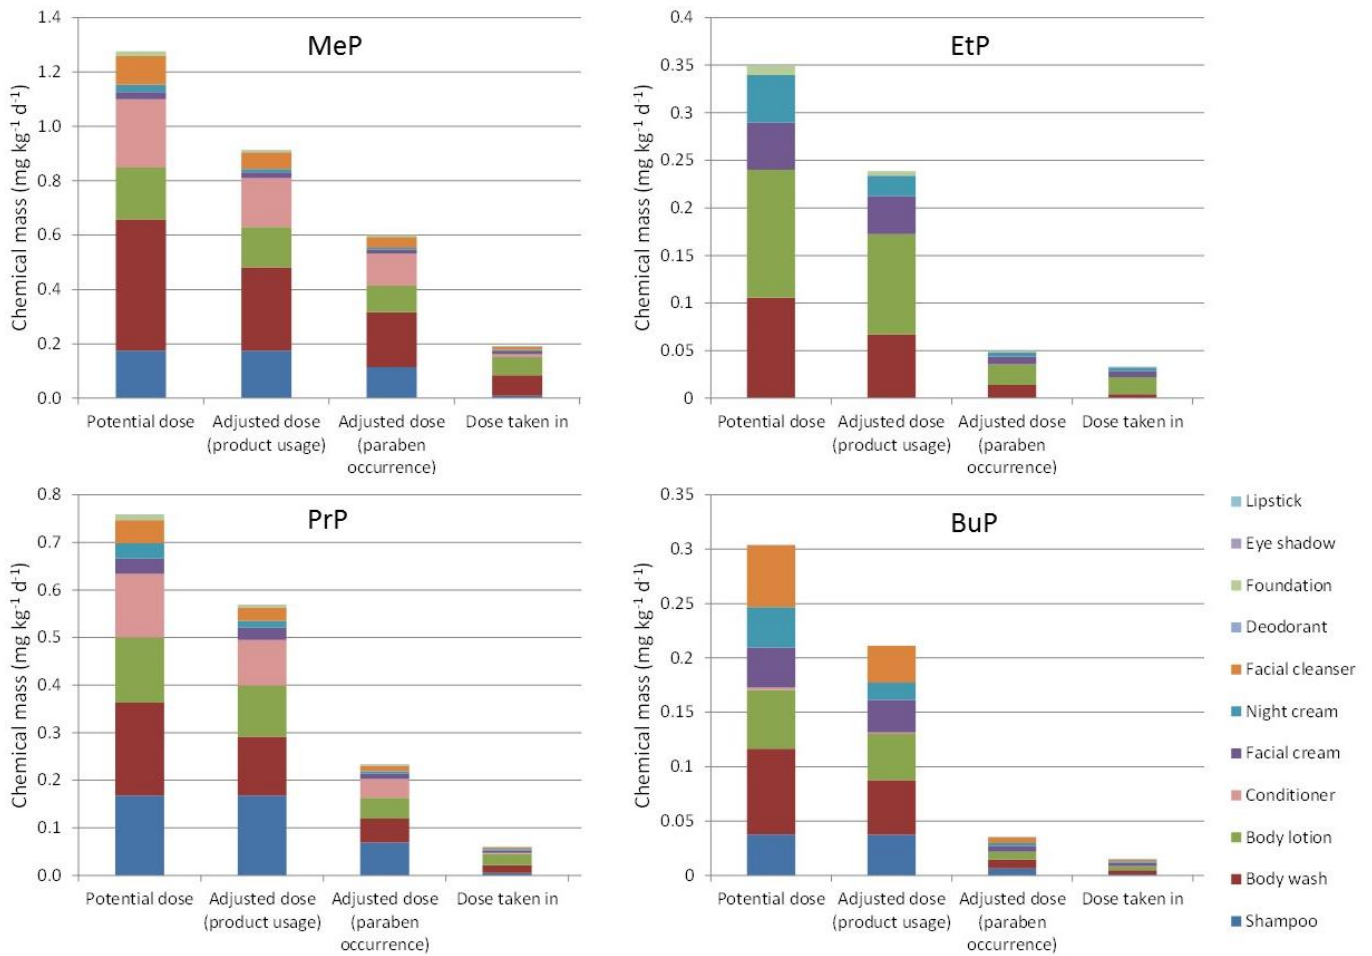 MeP
Chemical mass (mg kg⁻¹ d⁻¹)
1.4
1.2
1.0
0.8
0.6
0.4
0.2
0.0
Potential dose
Adjusted dose
(product usage)
Adjusted dose
(paraben
occurrence)
Dose taken in
EtP
Chemical mass (mg kg⁻¹ d⁻¹)
0.4
0.35
0.3
0.25
0.2
0.15
0.1
0.05
0
Potential dose
Adjusted dose
(product usage)
Adjusted dose
(paraben
occurrence)
Dose taken in
PrP
Chemical mass (mg kg⁻¹ d⁻¹)
0.8
0.7
0.6
0.5
0.4
0.3
0.2
0.1
0.0
Potential dose
Adjusted dose
(product usage)
Adjusted dose
(paraben
occurrence)
Dose taken in
BuP
Chemical mass (mg kg⁻¹ d⁻¹)
0.35
0.3
0.25
0.2
0.15
0.1
0.05
0
Potential dose
Adjusted dose
(product usage)
Adjusted dose
(paraben
occurrence)
Dose taken in
Lipstick
Eye shadow
Foundation
Deodorant
Facial cleanser
Night cream
Facial cream
Conditioner
Body lotion
Body wash
Shampoo